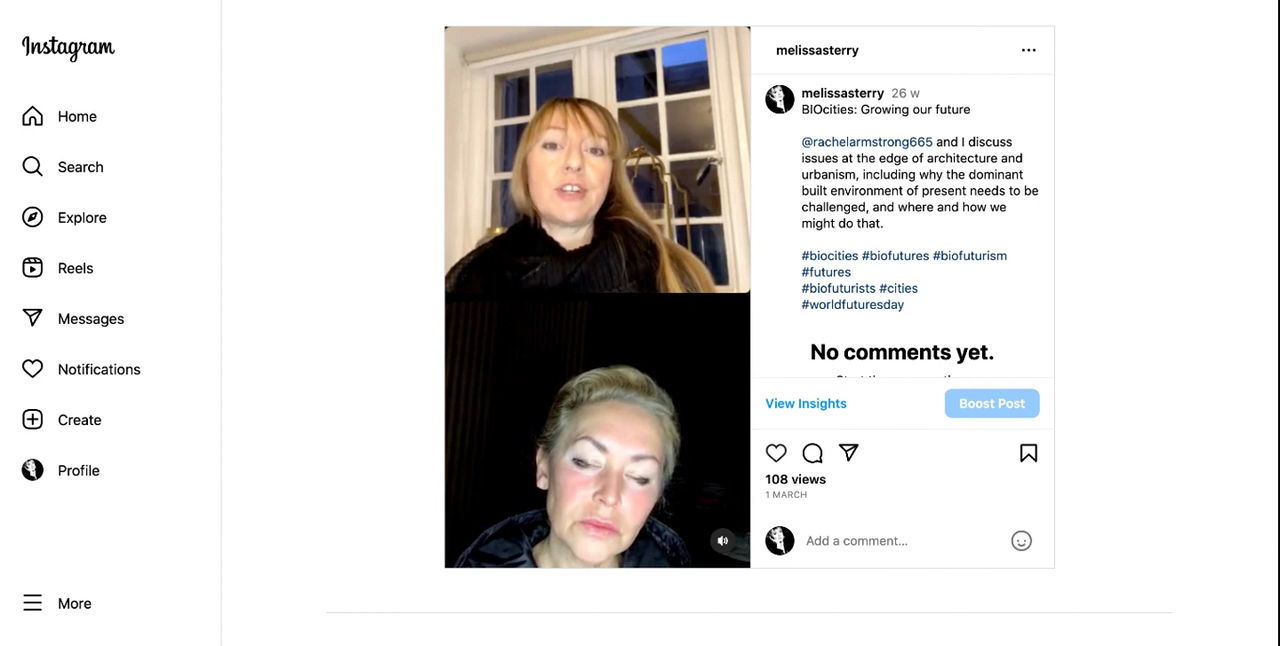 Instagram
Home
Search
Explore
Reels
Messages
Notifications
Create
Profile
More
melissasterry
melissasterry 26 w
BIOcities: Growing our future
@rachelarmstrong665 and I discuss
issues at the edge of architecture and
urbanism, including why the dominant
built environment of present needs to be
challenged, and where and how we
might do that.
#biocities #biofutures #biofuturism
#futures
#biofuturists #cities
#worldfuturesday
No comments yet.
View Insights
Boost Post
108 views
1 MARCH
Add a comment...